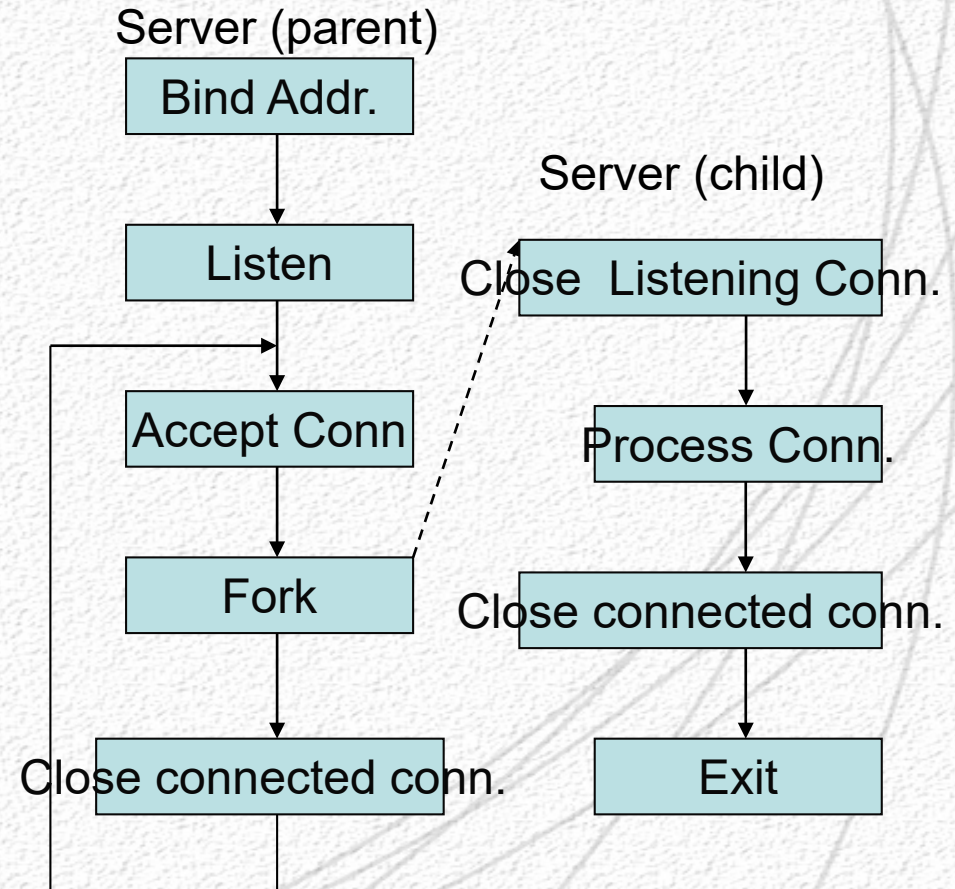 Server (parent)
Bind Addr.
Listen
Accept Conn
Fork
Close connected conn.
Server (child)
Close  Listening Conn.
Process Conn.
Close connected conn.
Exit